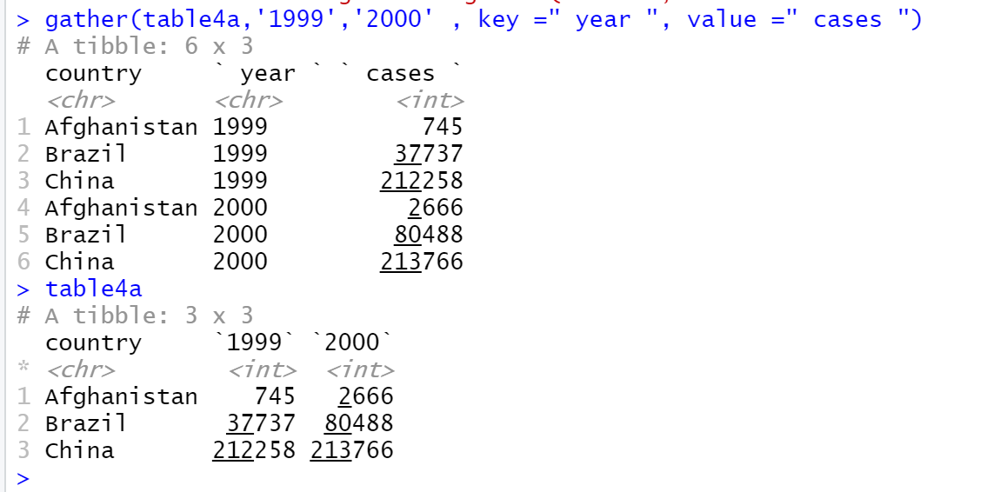 > gather(table4a,'1999','2000' , key =" year ", value =" cases ")
# A tibble: 6 x 3
  country      ` year ` ` cases `
  <chr>       <chr>        <int>
1 Afghanistan 1999           745
2 Brazil      1999         37737
3 China       1999        212258
4 Afghanistan 2000          2666
5 Brazil      2000         80488
6 China       2000        213766
> table4a
# A tibble: 3 x 3
  country     `1999` `2000`
* <chr>        <int>  <int>
1 Afghanistan    745   2666
2 Brazil       37737  80488
3 China       212258 213766
>